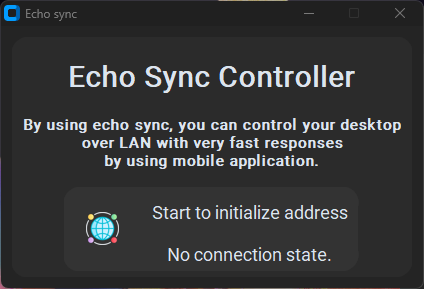 Echo sync
Echo Sync Controller
By using echo sync, you can control your desktop
over LAN with very fast responses
by using mobile application.
Start to initialize address
No connection state.